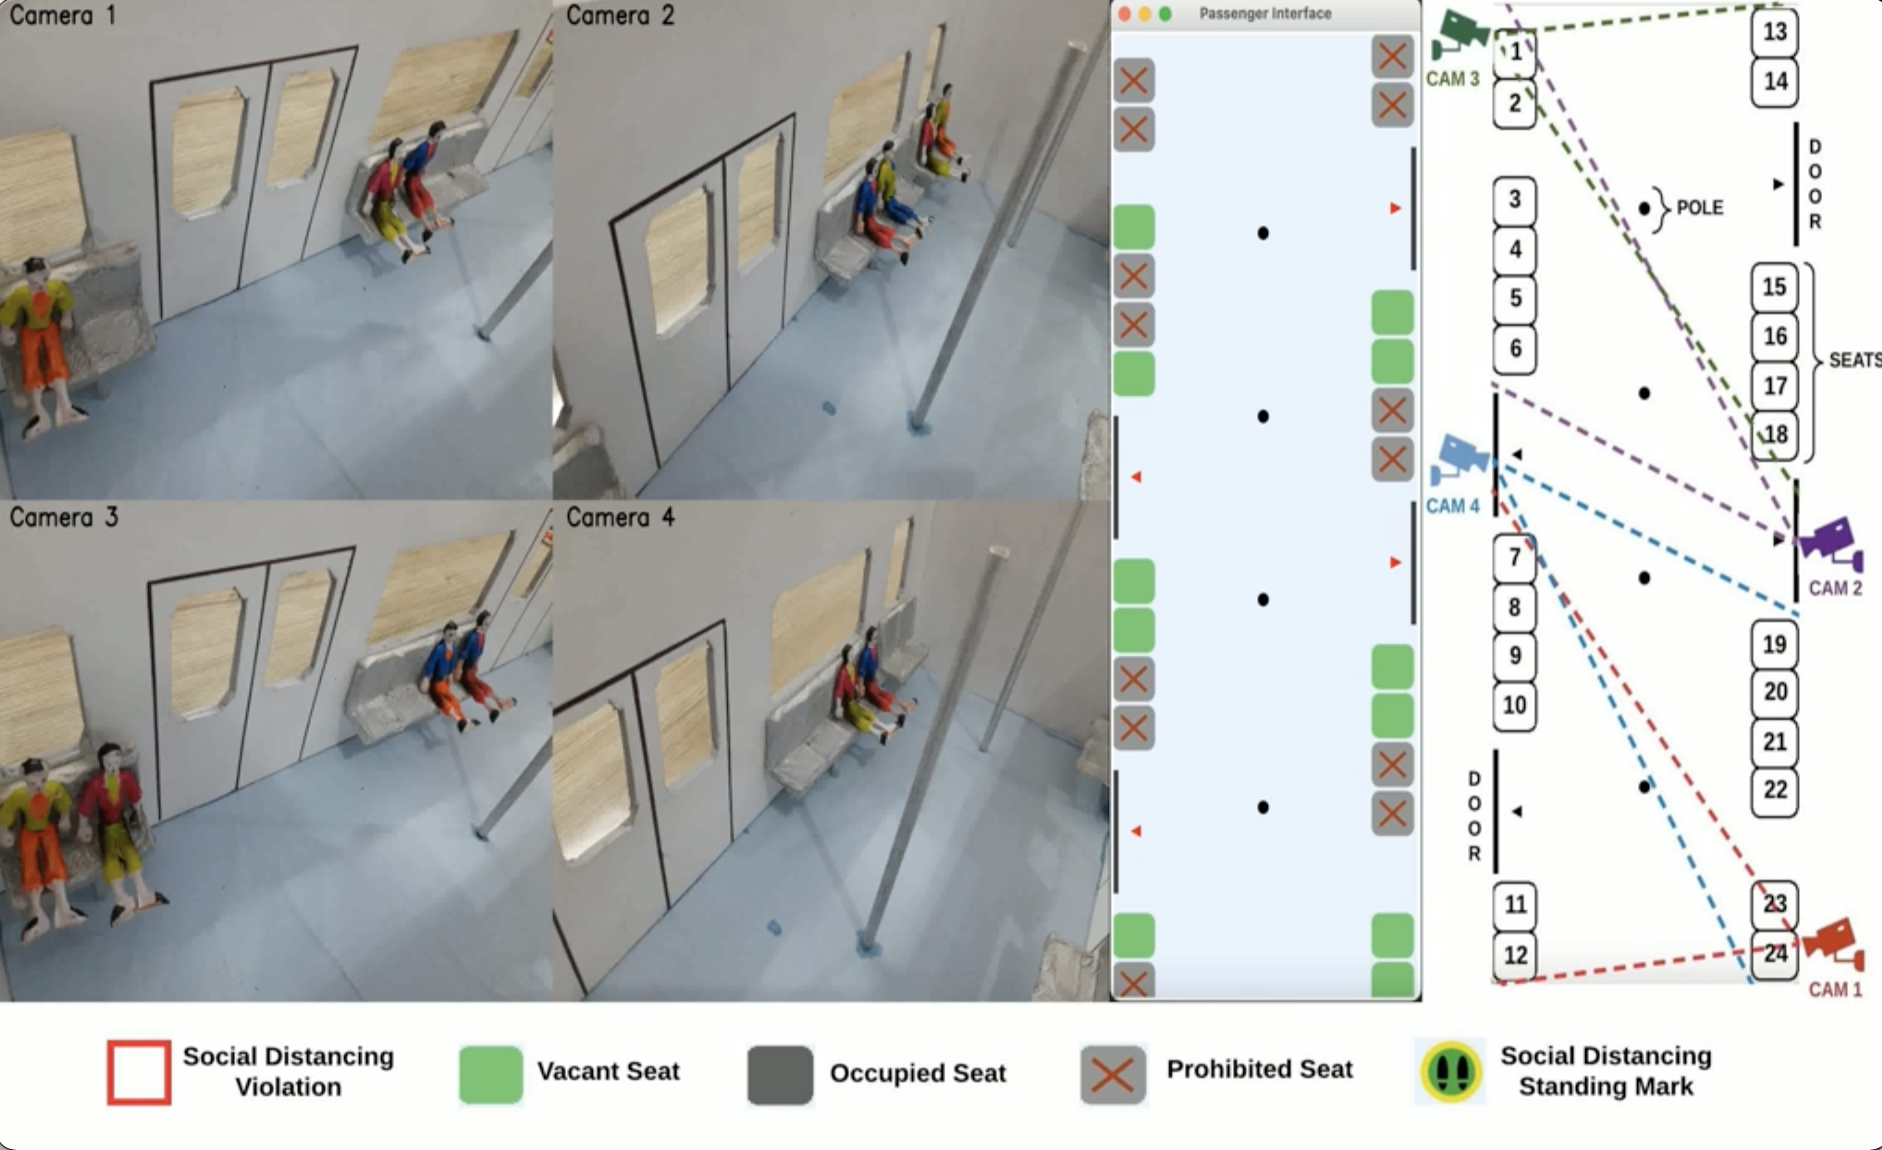 Camera 1
Camera 2
Camera 3
Camera 4
Passenger Interface
CAM 3
1
2
3
4
5
6
13
14
D
O
O
R
POLE
15
16
17
18
SEATS
CAM 4
CAM 2
7
8
9
10
19
20
21
22
D
O
O
R
11
12
23
24
CAM 1
Social Distancing
Violation
Vacant Seat
Occupied Seat
Prohibited Seat
Social Distancing
Standing Mark